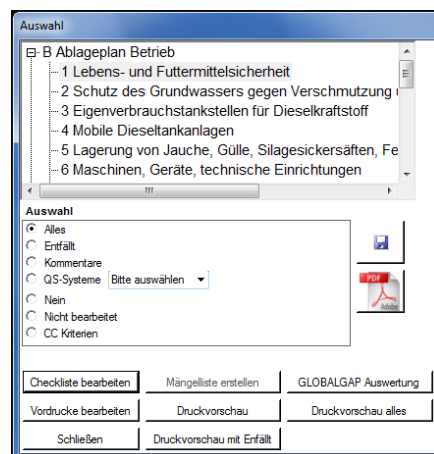 Auswahl
B Ablageplan Betrieb
1 Lebens- und Futtermittelsicherheit
2 Schutz des Grundwassers gegen Verschmutzung
3 Eigenverbrauchstankstellen für Dieselkraftstoff
4 Mobile Dieseltankanlagen
5 Lagerung von Jauche, Gülle, Silagesickersäften, Fe
6 Maschinen, Geräte, technische Einrichtungen
Auswahl
Alles
Entfällt
Kommentare
QS-Systeme Bitte auswählen
Nein
Nicht bearbeitet
CC Kriterien
PDF
Adobe
Checkliste bearbeiten Mängelliste erstellen GLOBALGAP Auswertung
Vordrucke bearbeiten Druckvorschau Druckvorschau alles
Schließen Druckvorschau mit Enfällt